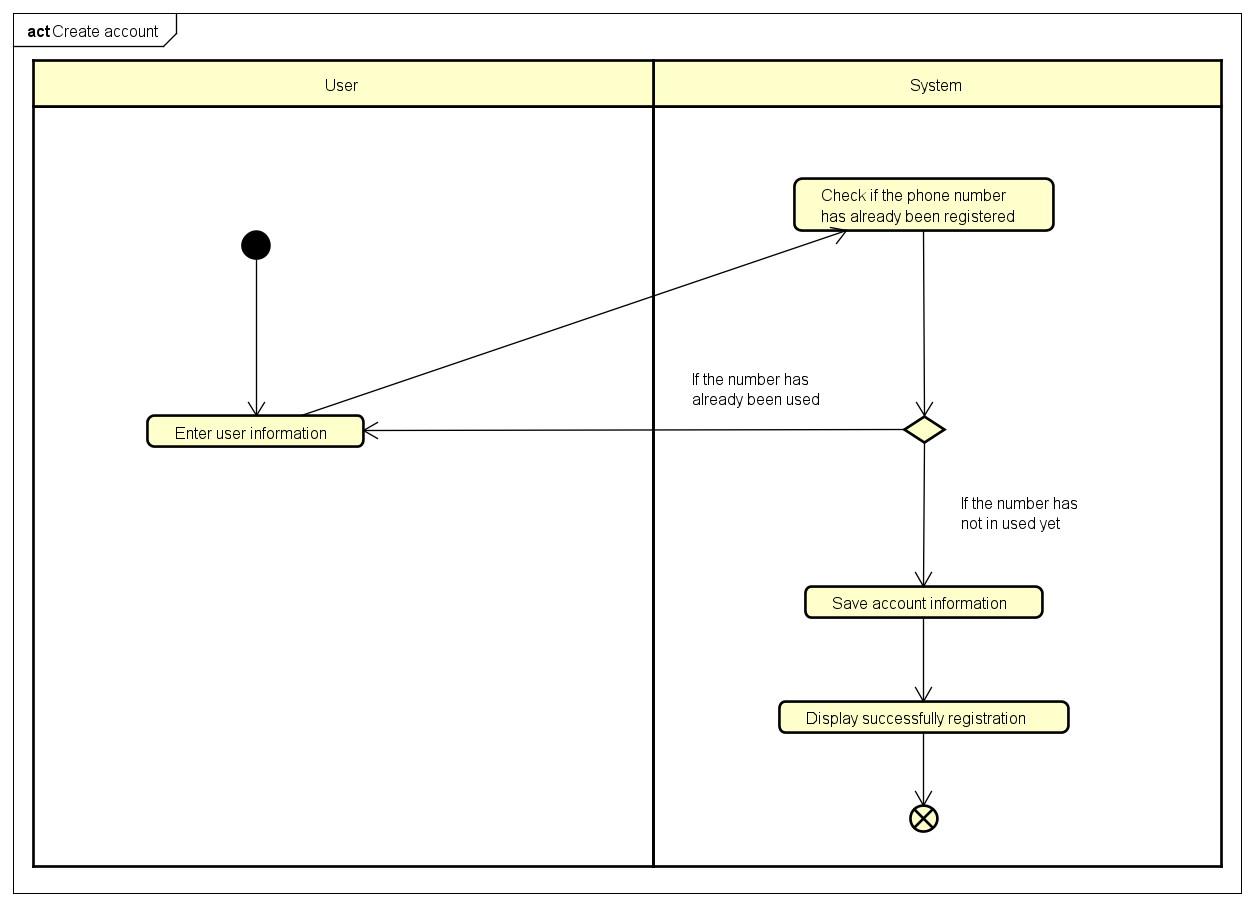 act Create account
User
System
Check if the phone number
has already been registered
If the number has
already been used
Enter user information
If the number has
not in used yet
Save account information
Display successfully registration